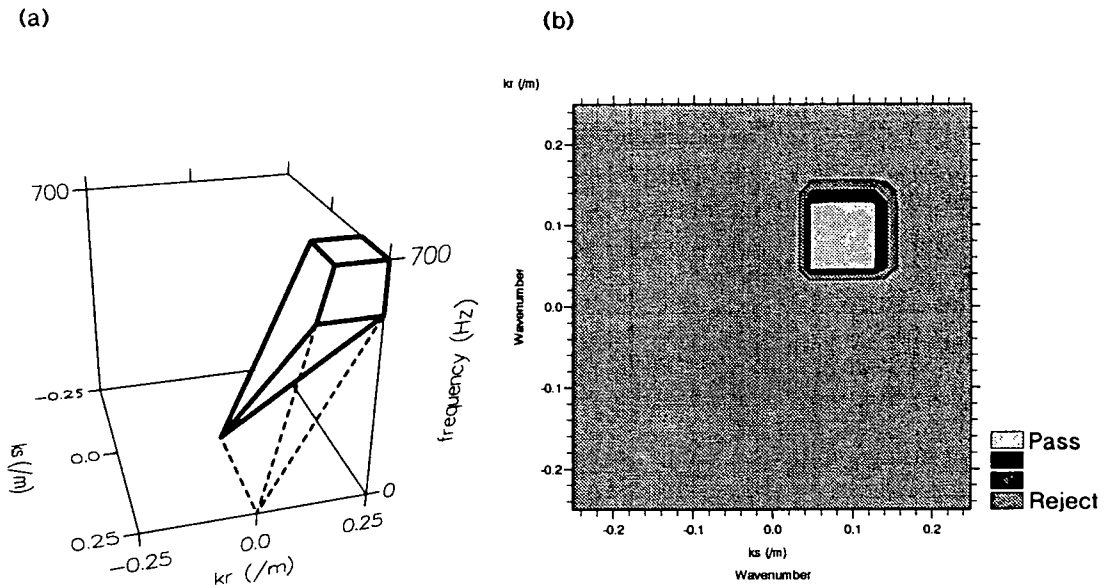 (a)
700
700
frequency (Hz)
-0.25
0.0
0.25
ks (/m)
-0.25
0.0
0.25
0
kr (/m)
(b)
kr (/m)
0.2
0.1
0.0
-0.1
-0.2
Wavenumber
-0.2
-0.1
0.0
0.1
0.2
ks (/m)
Wavenumber
Pass
Reject